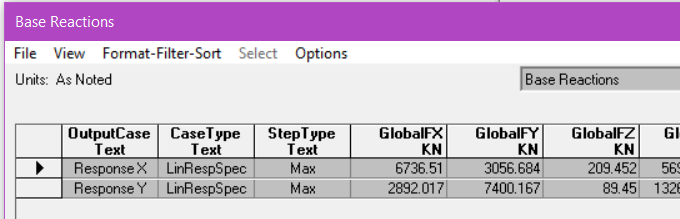 Base Reactions
File View Format-Filter-Sort Select Options
Units: As Noted Base Reactions
OutputCase CaseType StepType GlobalFX GlobalFY GlobalFZ
Text Text Text KN KN KN
Response X LinRespSpec Max 6736.51 3056.684 209.452
Response Y LinRespSpec Max 2892.017 7400.167 89.45